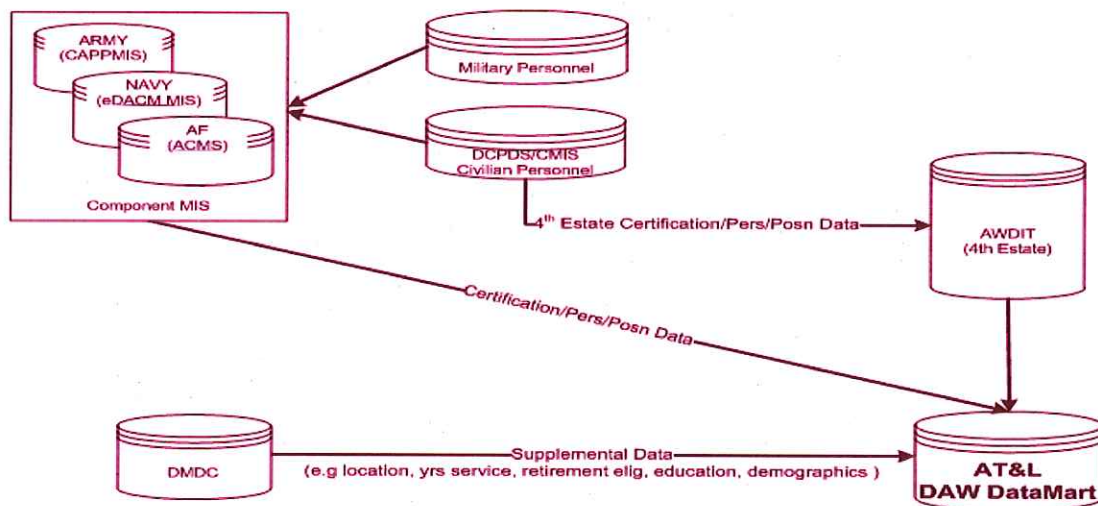 ARMY
(CAPPMIS)
NAVY
(eDACM MIS)
AF
(ACMS)
Component MIS
Military Personnel
DCPDS/CMIS
Civilian Personnel
4th Estate Certification/Pers/Posn Data
AWDIT
(4th Estate)
Certification/Pers/Posn Data
DMDC
Supplemental Data
(e.g location, yrs service, retirement elig, education, demographics )
AT&L
DAW DataMart